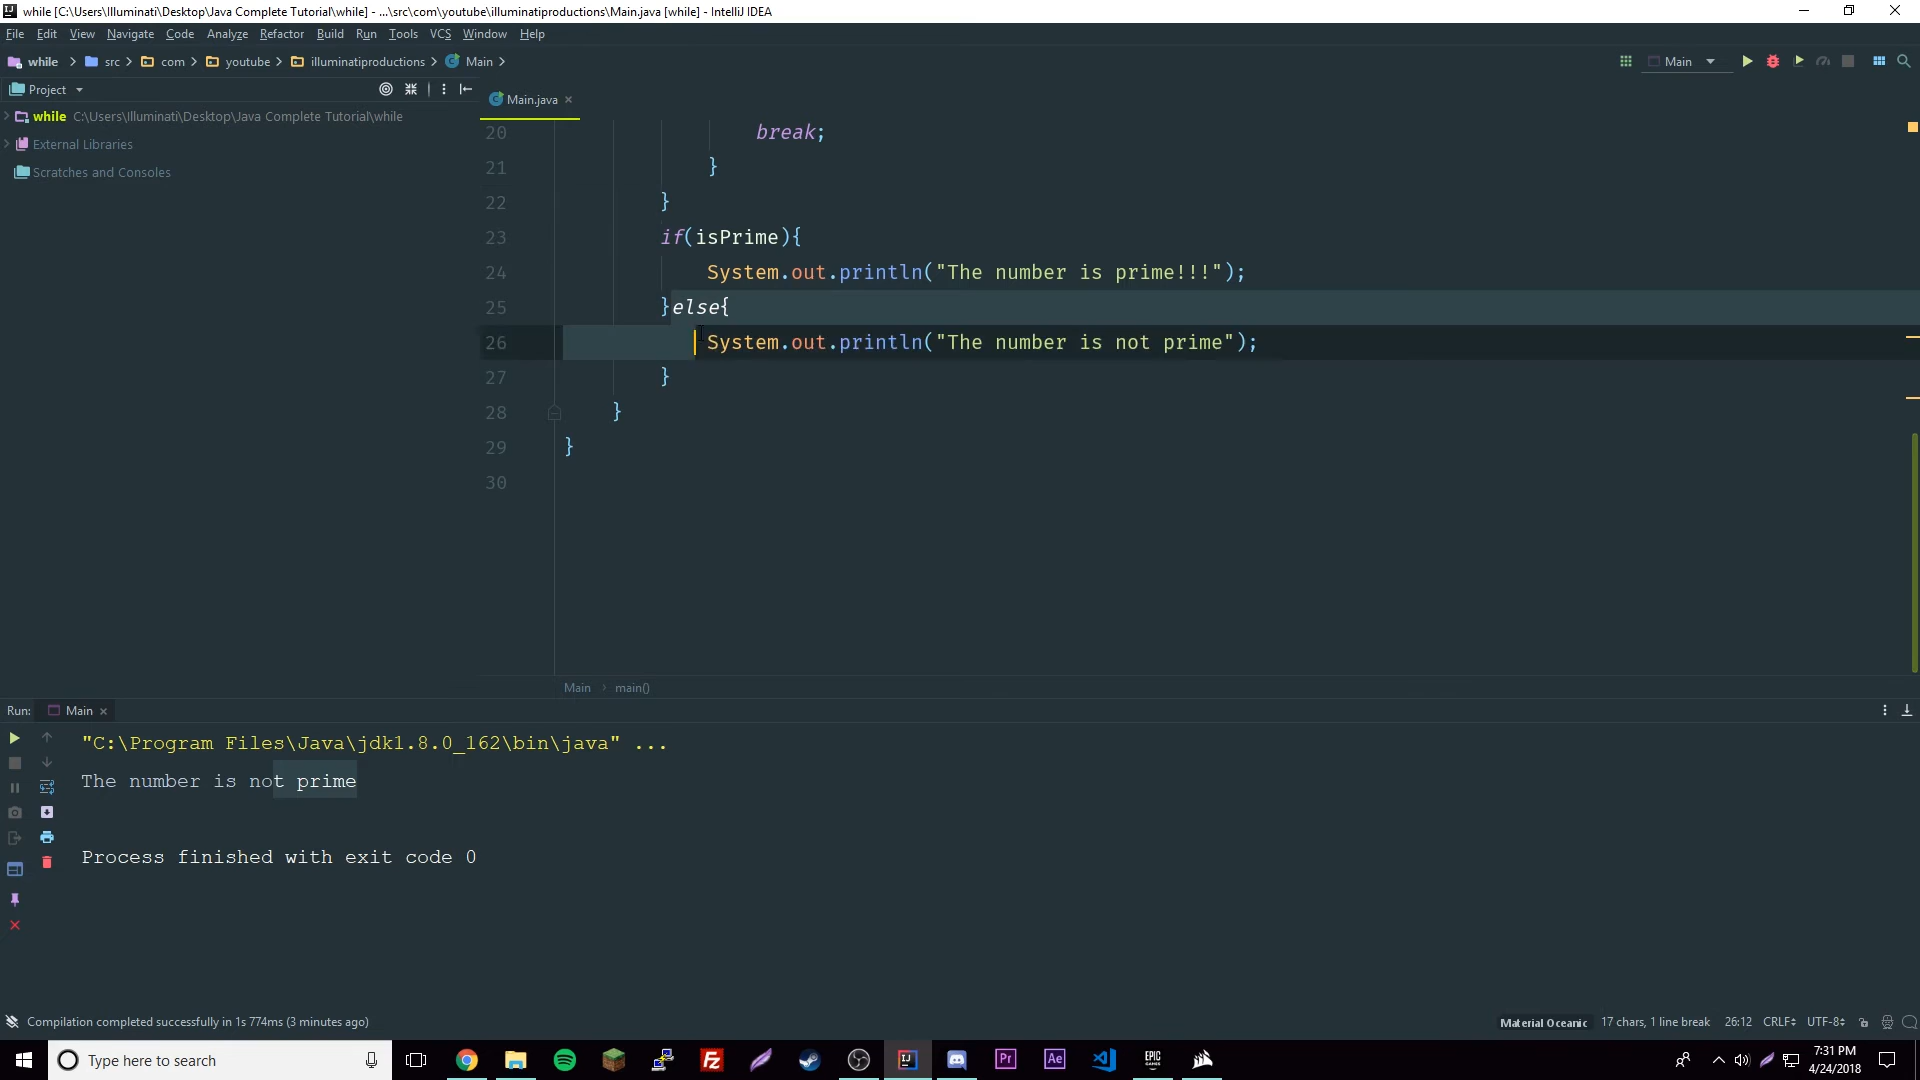 while [C:\Users\Illuminati\Desktop\Java Complete Tutorial\while] - ...\src\com\youtube\illuminatiproductions\Main.java [while] - IntelliJ IDEA
File Edit View Navigate Code Analyze Refactor Build Run Tools VCS Window Help
while src com youtube illuminatiproductions Main Main
Project
Main.java
while C:\Users\Illuminati\Desktop\Java Complete Tutorial\while
External Libraries
Scratches and Consoles
20 break;
21 }
22 }
23 if(isPrime){
24 System.out.println("The number is prime!!!");
25 }else{
26 System.out.println("The number is not prime");
27 }
28 }
29 }
30
Main main()
Run: Main
"C:\Program Files\Java\jdk1.8.0_162\bin\java" ...
The number is not prime
Process finished with exit code 0
Compilation completed successfully in 1s 774ms (3 minutes ago)
Material Oceanic 17 chars, 1 line break 26:12 CRLF UTF-8
Type here to search
Fz Pr Ae EPIC GAMES
7:31 PM
4/24/2018